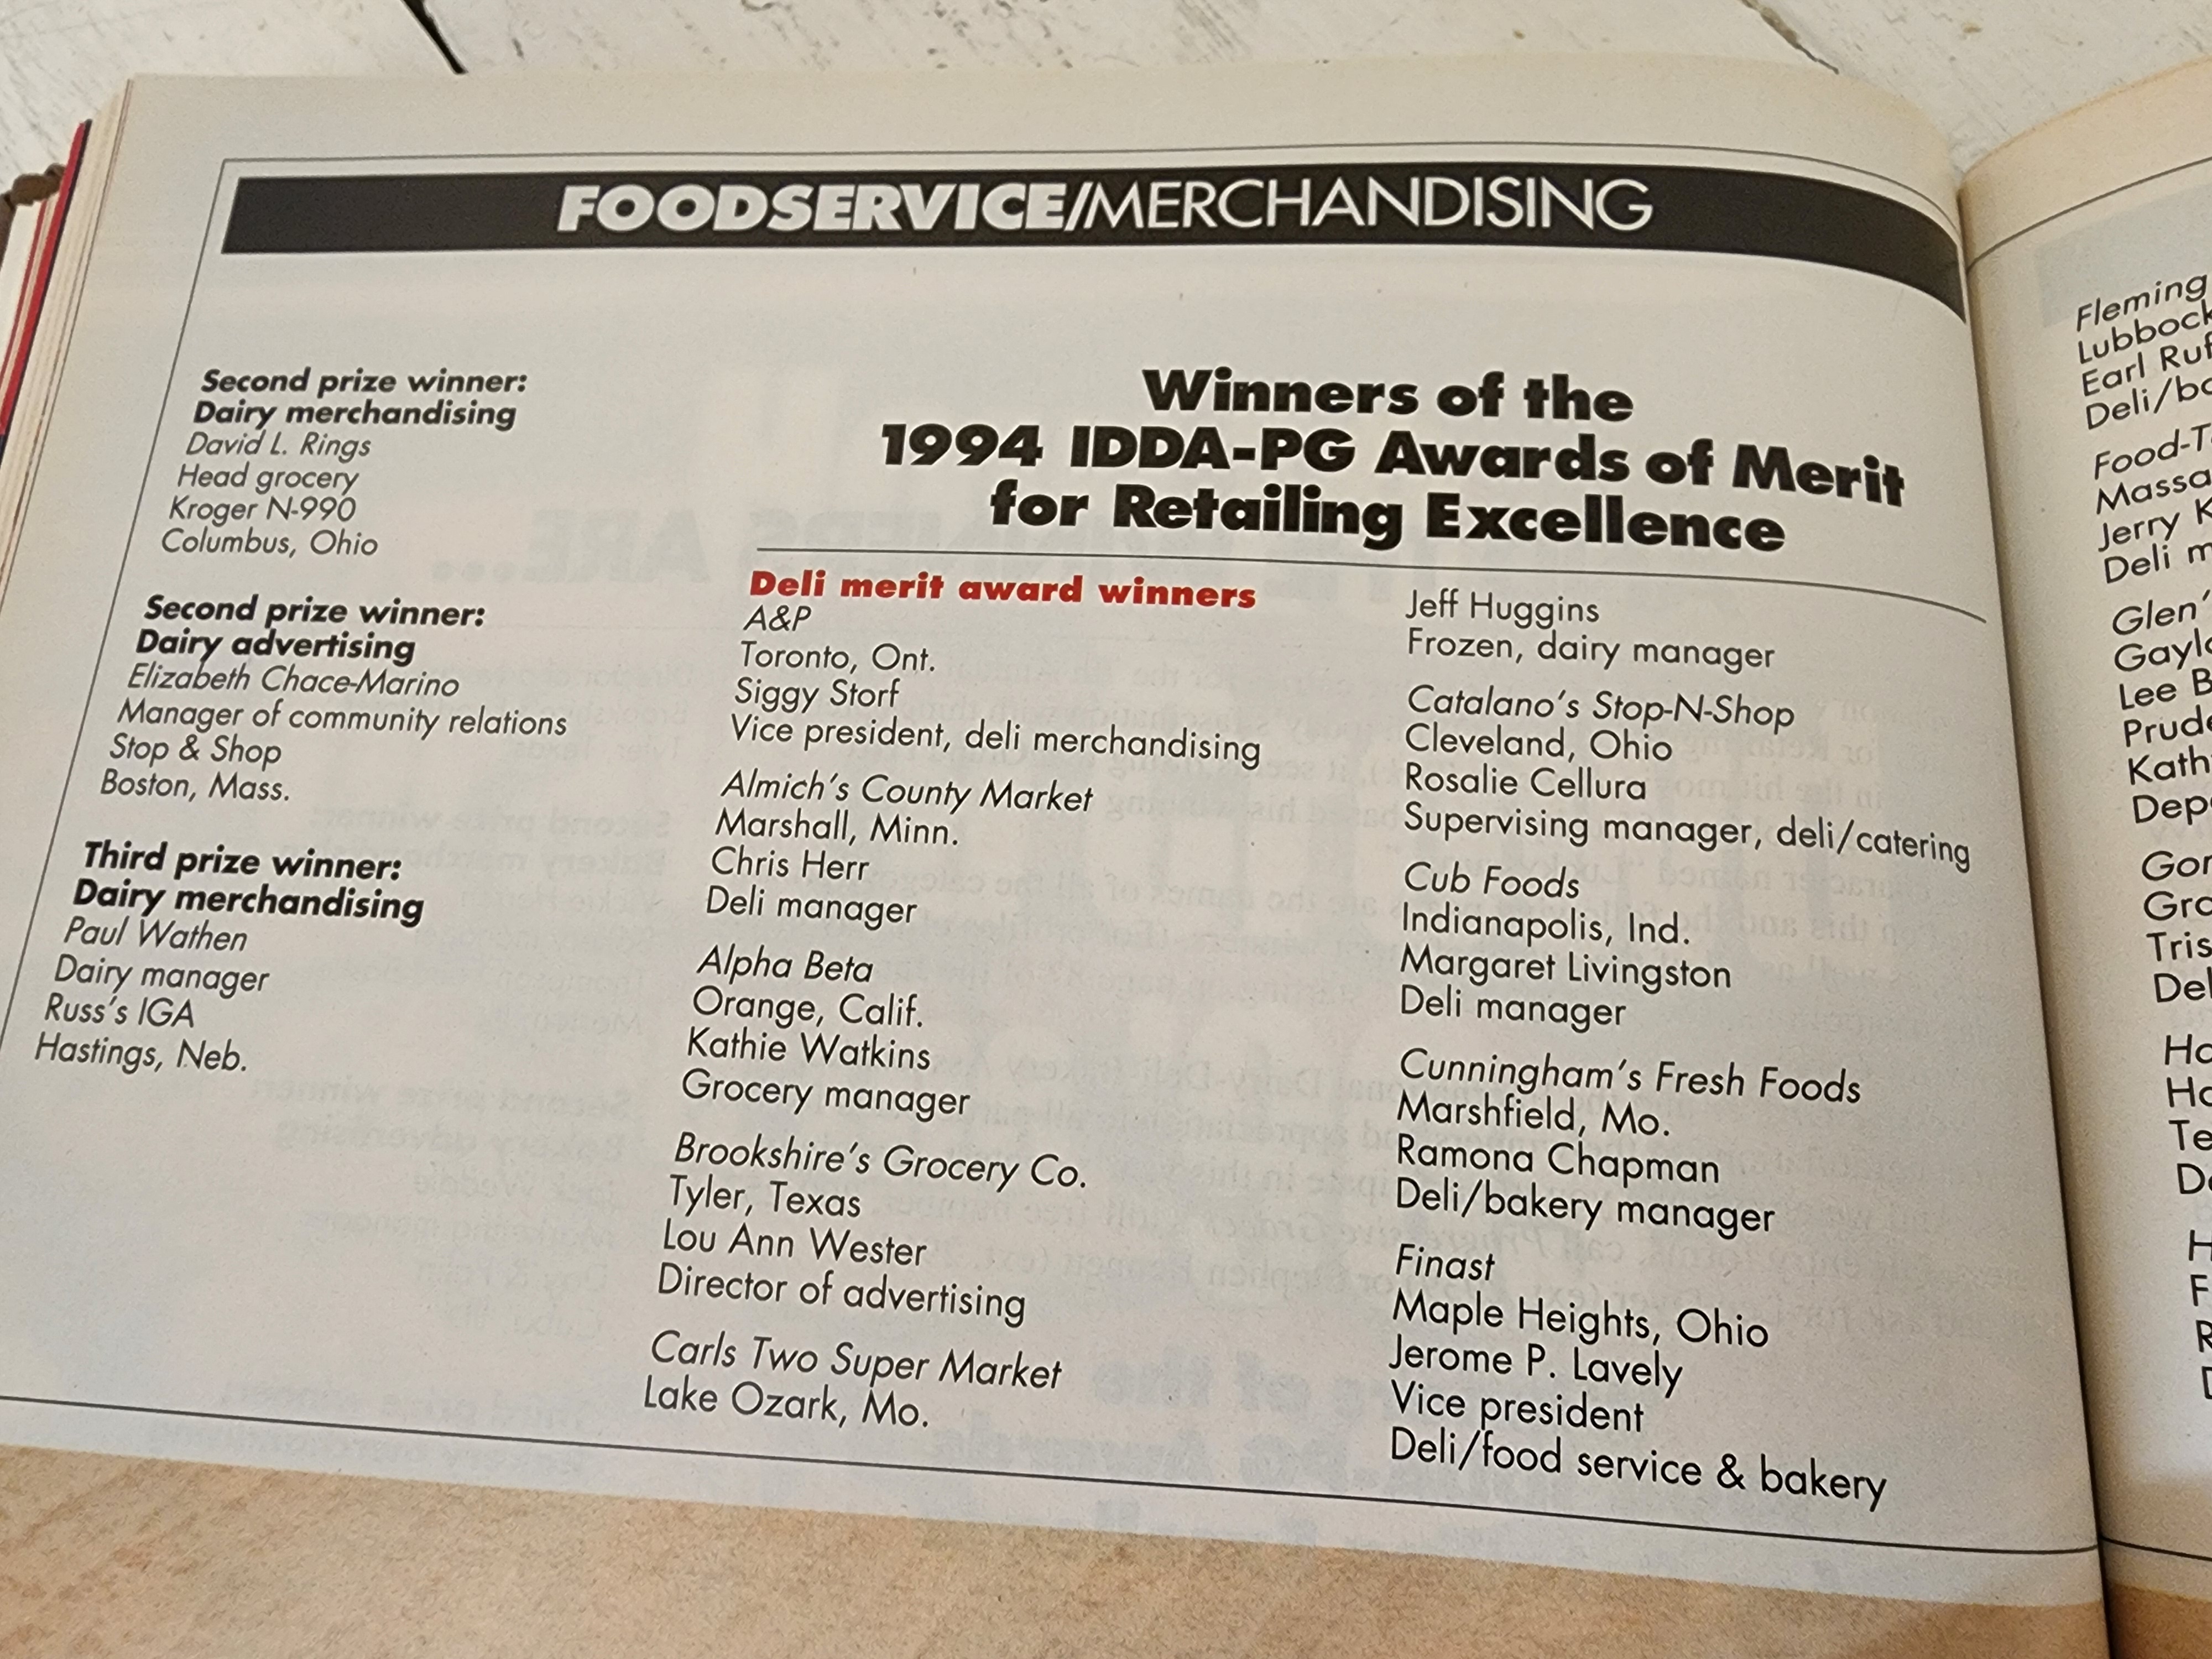 FOODSERVICE/MERCHANDISING
Second prize winner:
Dairy merchandising
David L. Rings
Head grocery
Kroger N-990
Columbus, Ohio
Second prize winner:
Dairy advertising
Elizabeth Chace-Marino
Manager of community relations
Stop & Shop
Boston, Mass.
Third prize winner:
Dairy merchandising
Paul Wathen
Dairy manager
Russ's IGA
Hastings, Neb.
Winners of the
1994 IDDA-PG Awards of Merit
for Retailing Excellence
Deli merit award winners
A&P
Toronto, Ont.
Siggy Storf
Vice president, deli merchandising
Almich's County Market
Marshall, Minn.
Chris Herr
Deli manager
Alpha Beta
Orange, Calif.
Kathie Watkins
Grocery manager
Brookshire's Grocery Co.
Tyler, Texas
Lou Ann Wester
Director of advertising
Carls Two Super Market
Lake Ozark, Mo.
Jeff Huggins
Frozen, dairy manager
Catalano's Stop-N-Shop
Cleveland, Ohio
Rosalie Cellura
Supervising manager, deli/catering
Cub Foods
Indianapolis, Ind.
Margaret Livingston
Deli manager
Cunningham's Fresh Foods
Marshfield, Mo.
Ramona Chapman
Deli/bakery manager
Finast
Maple Heights, Ohio
Jerome P. Lavely
Vice president
Deli/food service & bakery
Fleming
Earl
Jerry
Deli
Lee